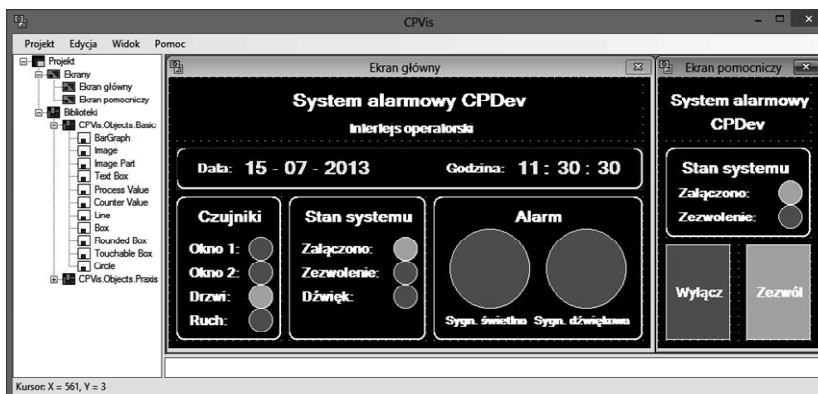 CPVis
Projekt Edycja Widok Pomoc
Projekt
Ekrany
Ekran główny
Ekran pomocniczy
Biblioteki
CPVis.Objects.Basic
BarGraph
Image
Image Part
Text Box
Process Value
Counter Value
Line
Box
Rounded Box
Touchable Box
Circle
CPVis.Objects.Praxis
Ekran główny
System alarmowy CPDev
Interfejs operatorski
Data: 15 - 07 - 2013 Godzina: 11 : 30 : 30
Czujniki
Okno 1:
Okno 2:
Drzwi:
Ruch:
Stan systemu
Załączono:
Zezwolenie:
Dźwięk:
Alarm
Sygn. świetlna Sygn. dźwiękowa
Ekran pomocniczy
System alarmowy
CPDev
Stan systemu
Załączono:
Zezwolenie:
Wyłącz Zezwól
Kursor: X = 561, Y = 3